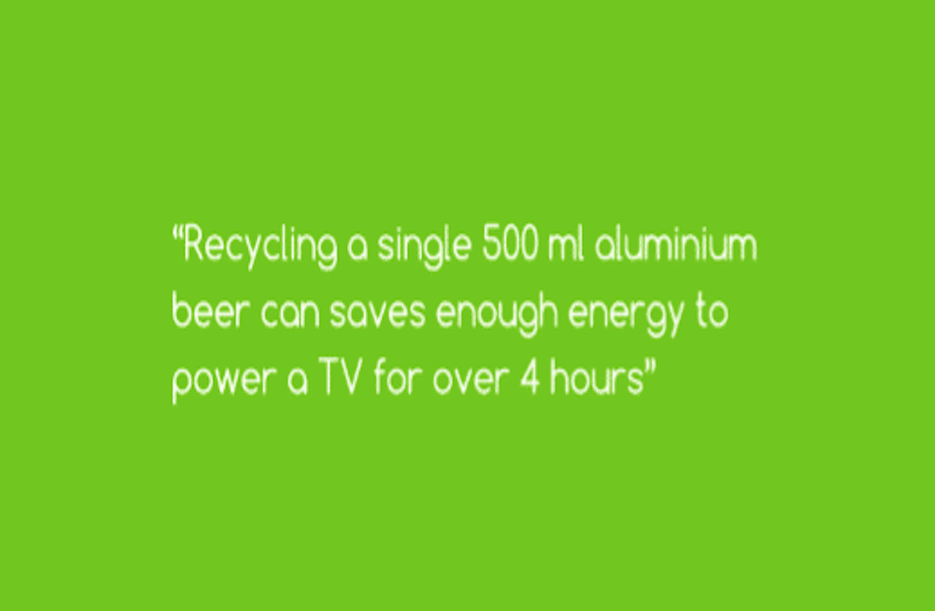 “Recycling a single 500 ml aluminium
beer can saves enough energy to
power a TV for over 4 hours”